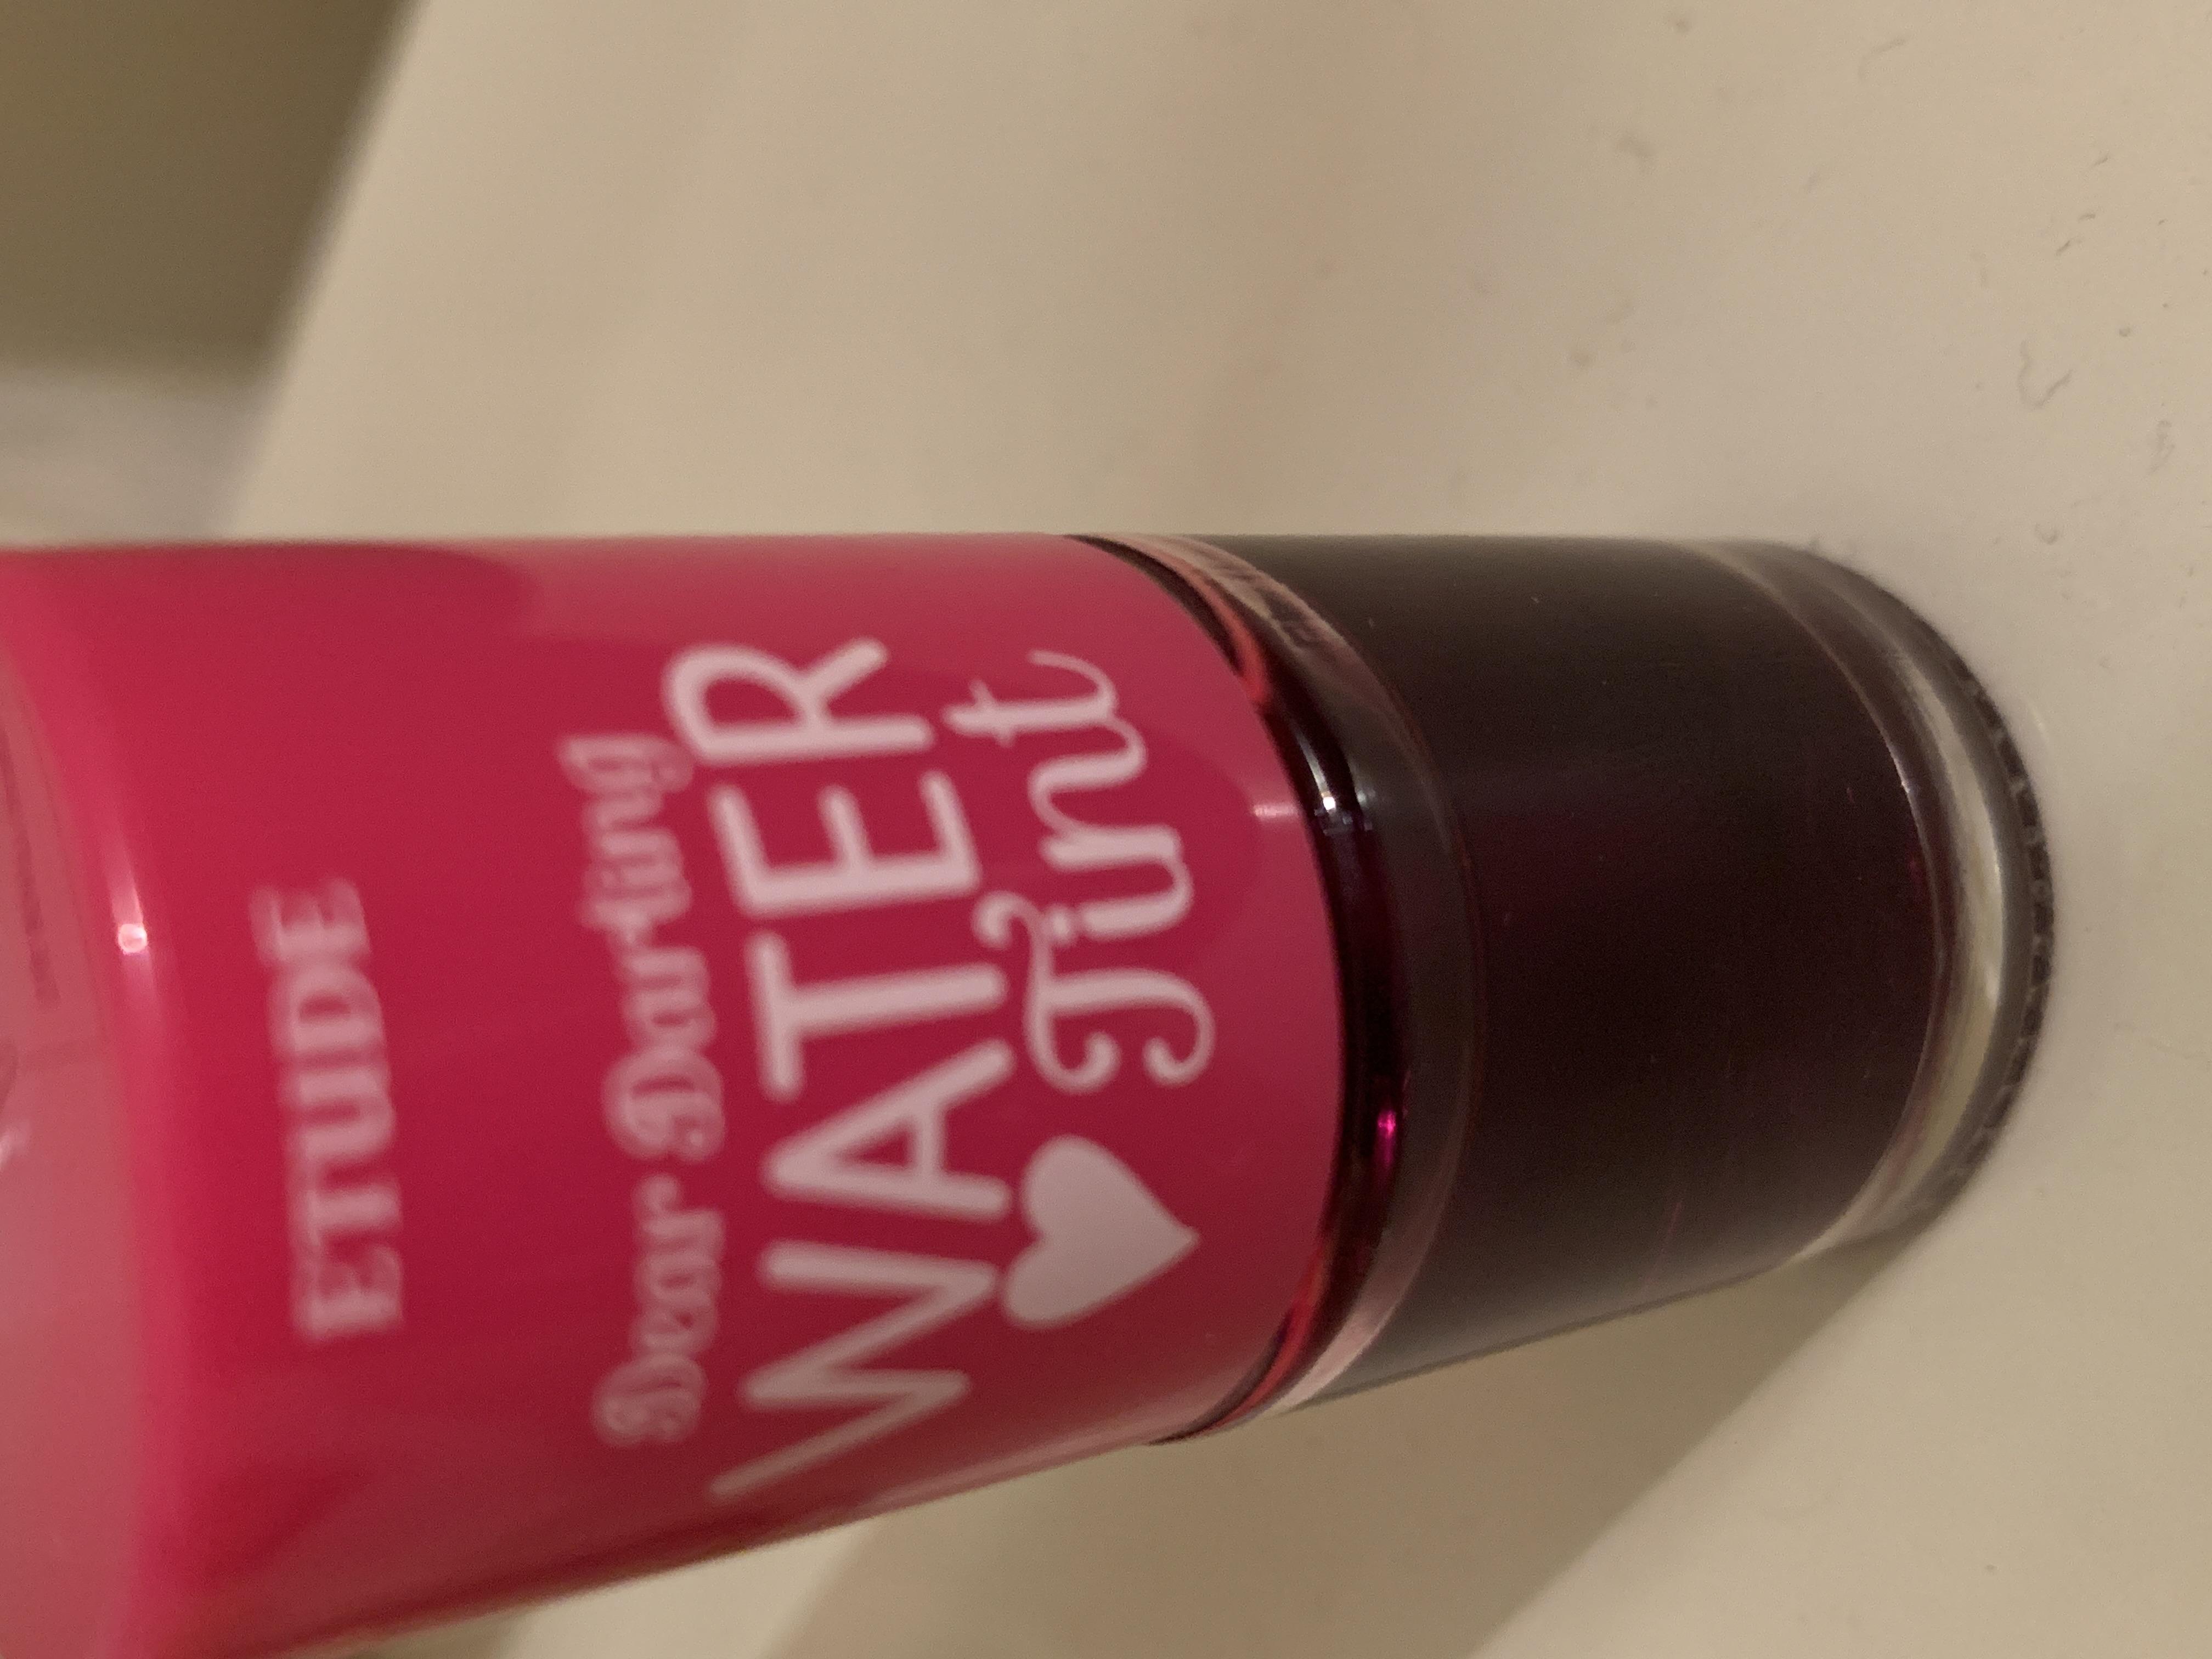 ETUDE
Dear Darling
WATER
Tint